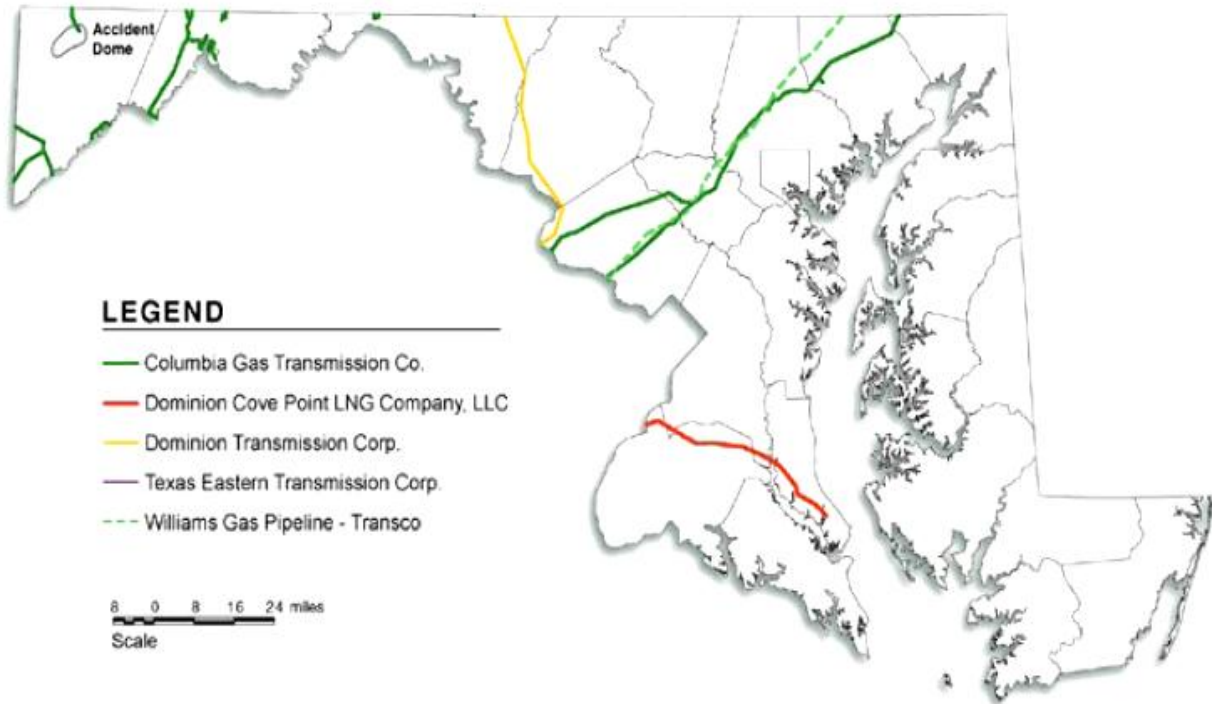 Accident
Dome
LEGEND
Columbia Gas Transmission Co.
Dominion Cove Point LNG Company, LLC
Dominion Transmission Corp.
Texas Eastern Transmission Corp.
Williams Gas Pipeline - Transco
8 0 8 16 24 miles
Scale